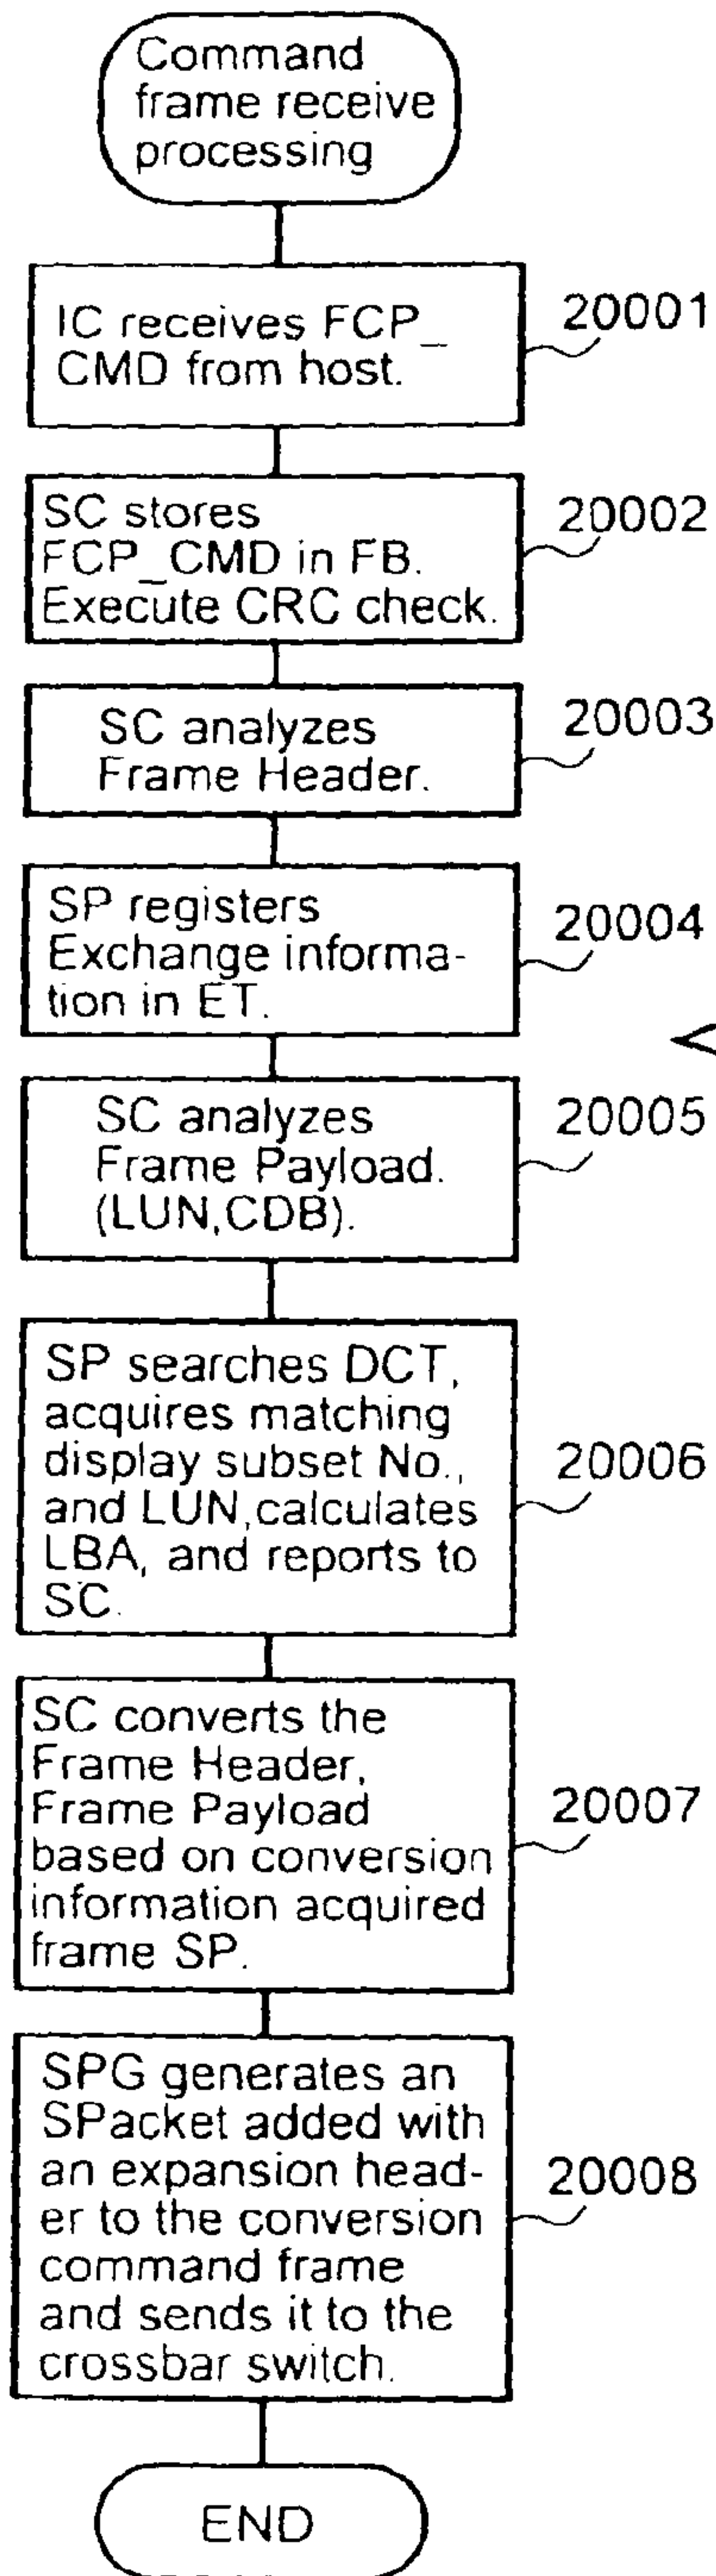 Command
frame receive
processing
IC receives FCP_
CMD from host.
20001
SC stores
FCP_CMD in FB.
Execute CRC check.
20002
SC analyzes
Frame Header.
20003
SP registers
Exchange informa-
tion in ET.
20004
SC analyzes
Frame Payload.
(LUN,CDB).
20005
SP searches DCT,
acquires matching
display subset No.,
and LUN,calculates
LBA, and reports to
SC.
20006
SC converts the
Frame Header,
Frame Payload
based on conversion
information acquired
frame SP.
20007
SPG generates an
SPacket added with
an expansion head-
er to the conversion
command frame
and sends it to the
crossbar switch.
20008
END